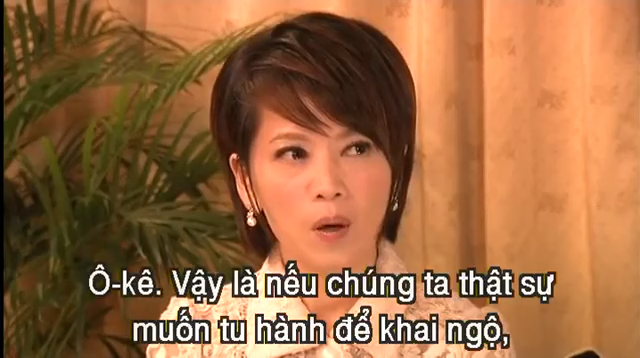 Ô-kê. Vậy là nếu chúng ta thật sự
muốn tu hành để khai ngộ,